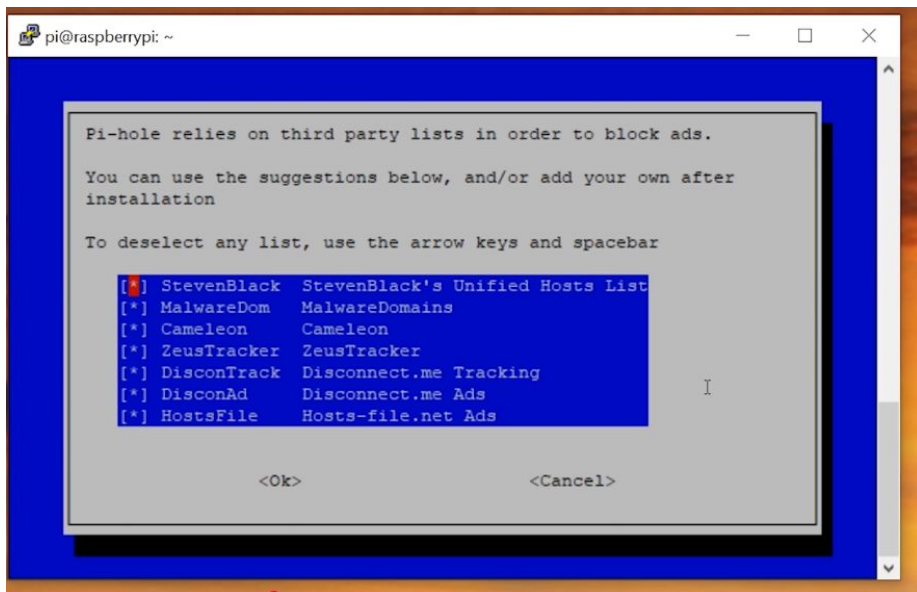 pi@raspberrypi: ~
Pi-hole relies on third party lists in order to block ads.
You can use the suggestions below, and/or add your own after
installation
To deselect any list, use the arrow keys and spacebar
[*] StevenBlack StevenBlack's Unified Hosts List
[*] MalwareDom MalwareDomains
[*] Cameleon Cameleon
[*] ZeusTracker ZeusTracker
[*] DisconTrack Disconnect.me Tracking
[*] DisconAd Disconnect.me Ads
[*] HostsFile Hosts-file.net Ads
<Ok> <Cancel>